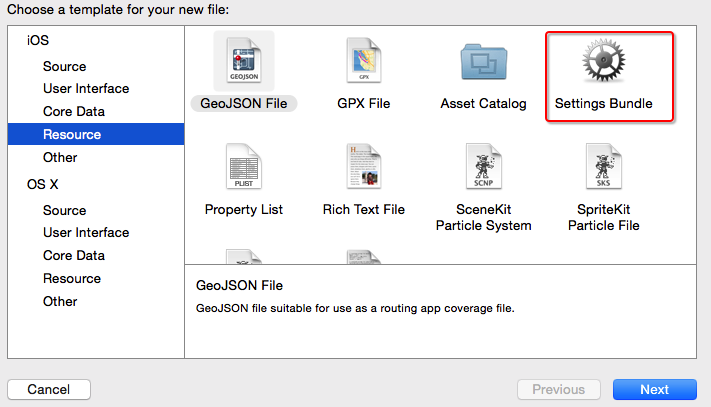 Choose a template for your new file:
iOS
Source
User Interface
Core Data
Resource
Other
OS X
Source
User Interface
Core Data
Resource
Other
GEOJSON
GeoJSON File
GPX
GPX File
Asset Catalog
Settings Bundle
PLIST
Property List
Rich Text File
SCNP
SceneKit
Particle System
SKS
SpriteKit
Particle File
GeoJSON File
GeoJSON file suitable for use as a routing app coverage file.
Cancel
Previous
Next